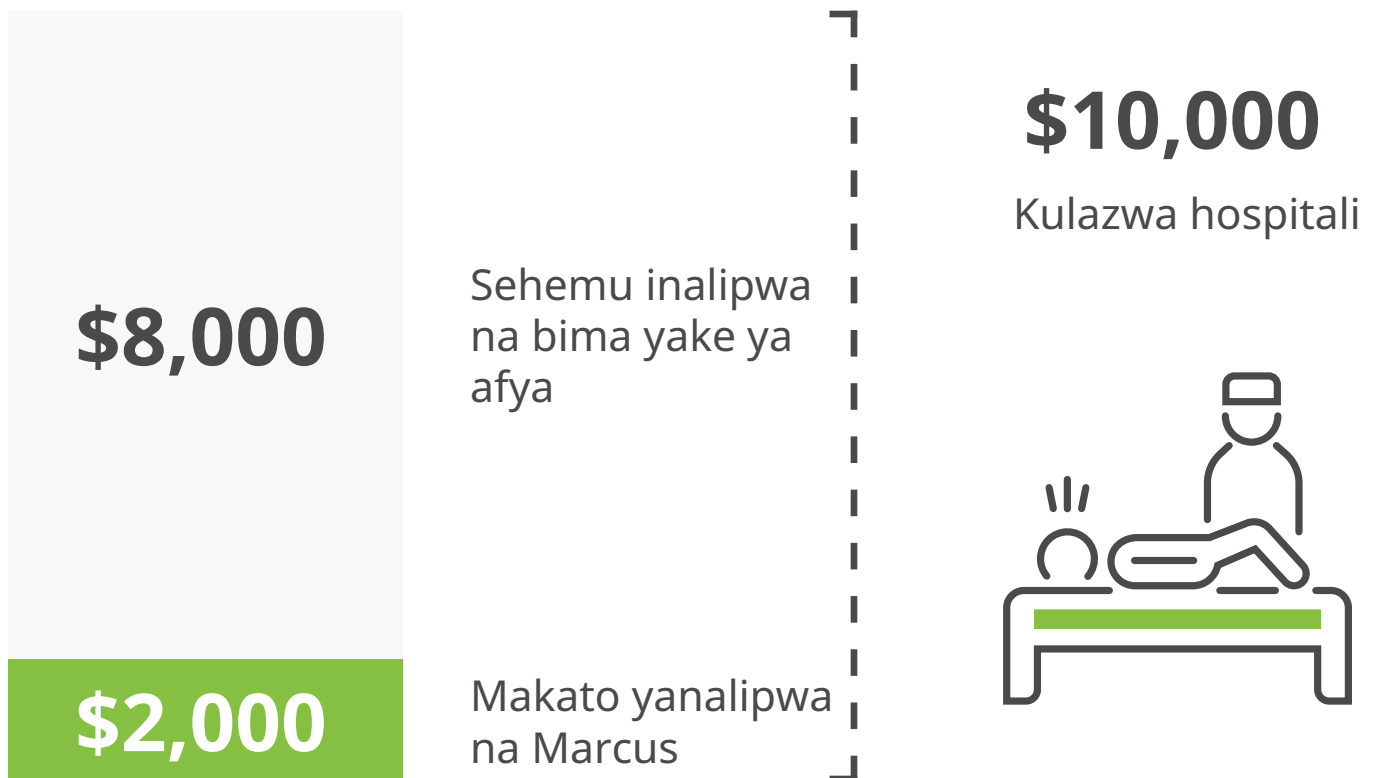 $10,000
Kulazwa hospitali
$8,000
Sehemu inalipwa
na bima yake ya
afya
$2,000
Makato yanalipwa
na Marcus